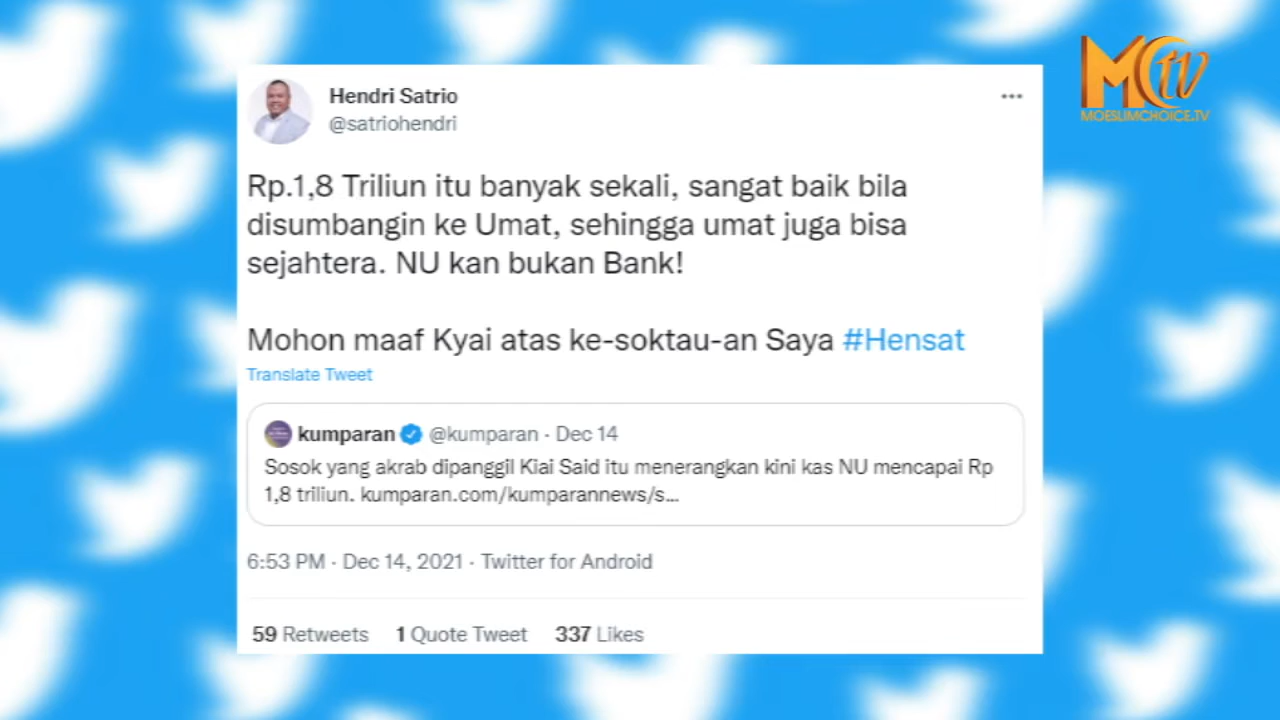 MCTV
MOESLIMCHOICE.TV
Hendri Satrio
@satriohendri
Rp.1,8 Triliun itu banyak sekali, sangat baik bila
disumbangin ke Umat, sehingga umat juga bisa
sejahtera. NU kan bukan Bank!
Mohon maaf Kyai atas ke-soktau-an Saya #Hensat
Translate Tweet
kumparan @kumparan · Dec 14
Sosok yang akrab dipanggil Kiai Said itu menerangkan kini kas NU mencapai Rp
1,8 triliun. kumparan.com/kumparannews/s...
6:53 PM · Dec 14, 2021 · Twitter for Android
59 Retweets 1 Quote Tweet 337 Likes